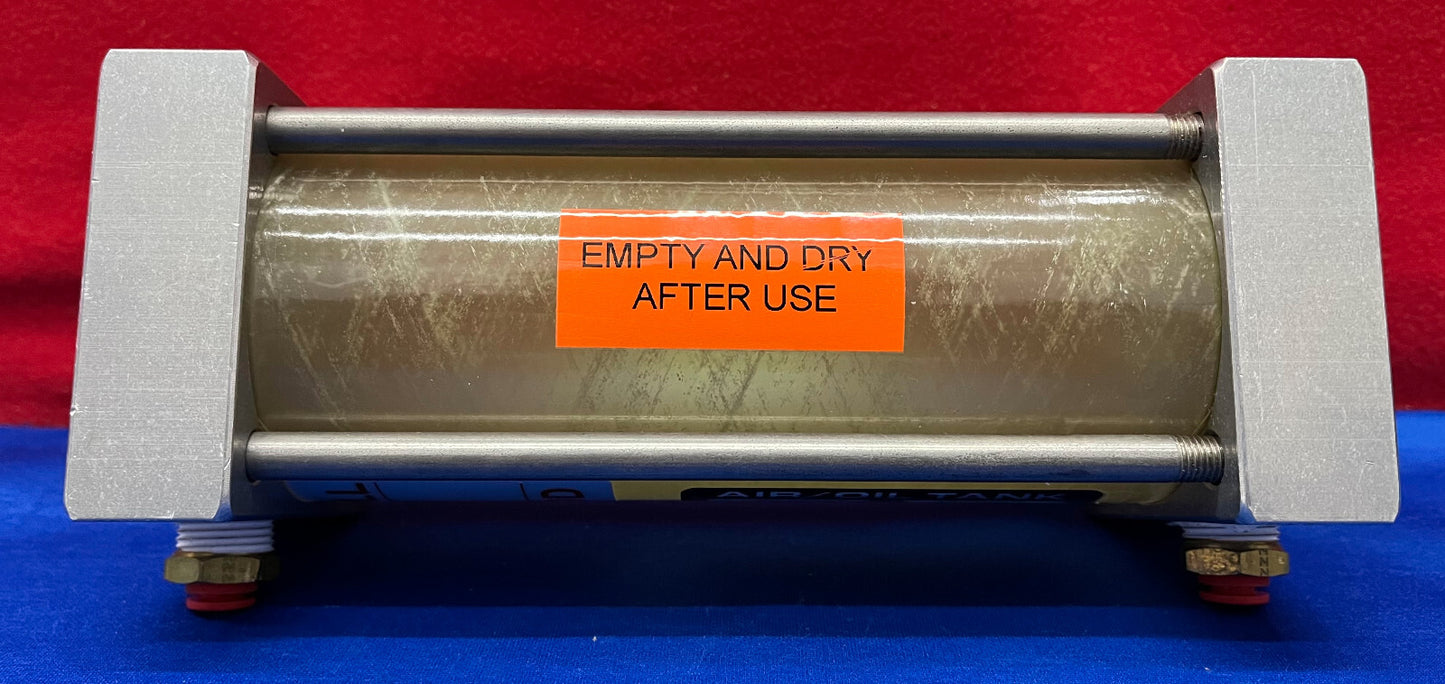 EMPTY AND DRY
AFTER USE
AIR/OIL TANK